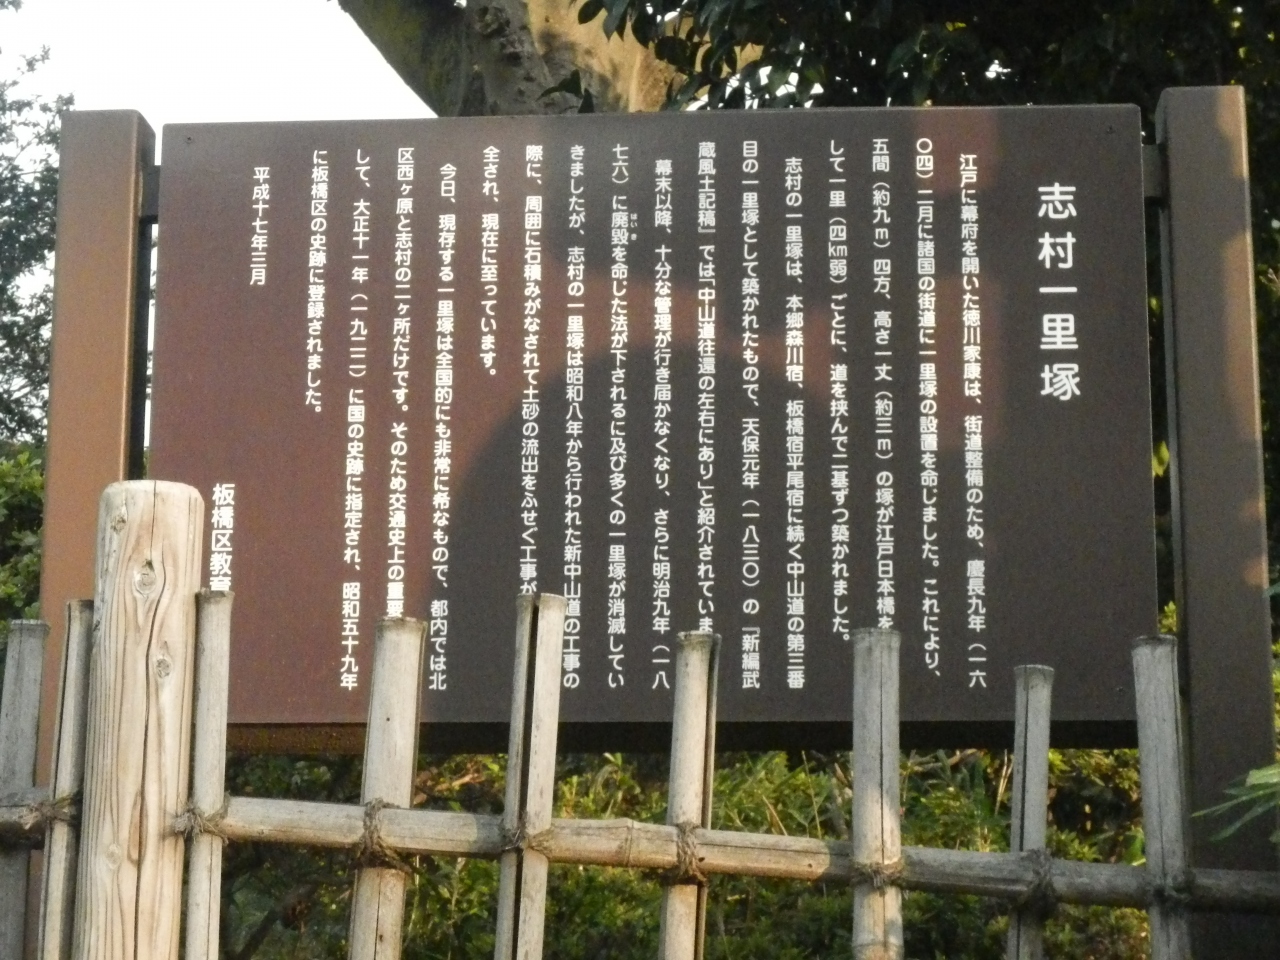 志村一里塚
江戸に幕府を開いた徳川家康は、街道整備のため、慶長九年（一六
〇四）二月に諸国の街道に一里塚の設置を命じました。これにより、
五間（約九ｍ）四方、高さ一丈（約三ｍ）の塚が江戸日本橋を
して一里（四㎞弱）ごとに、道を挟んで二基ずつ築かれました。
志村の一里塚は、本郷森川宿、板橋宿平尾宿に続く中山道の第三番
目の一里塚として築かれたもので、天保元年（一八三〇）の『新編武
蔵風土記稿』では「中山道往還の左右にあり」と紹介されていま
幕末以降、十分な管理が行き届かなくなり、さらに明治九年（一八
七六）に廃毀を命じた法が下されるに及び多くの一里塚が消滅してい
はいき
きましたが、志村の一里塚は昭和八年から行われた新中山道の工事の
際に、周囲に石積みがなされて土砂の流出をふせぐ工事が
全され、現在に至っています。
今日、現存する一里塚は全国的にも非常に希なもので、都内では北
区西ヶ原と志村の二ヶ所だけです。そのため交通史上の重要
して、大正十一年（一九二二）に国の史跡に指定され、昭和五十九年
に板橋区の史跡に登録されました。
平成十七年三月
板橋区教育